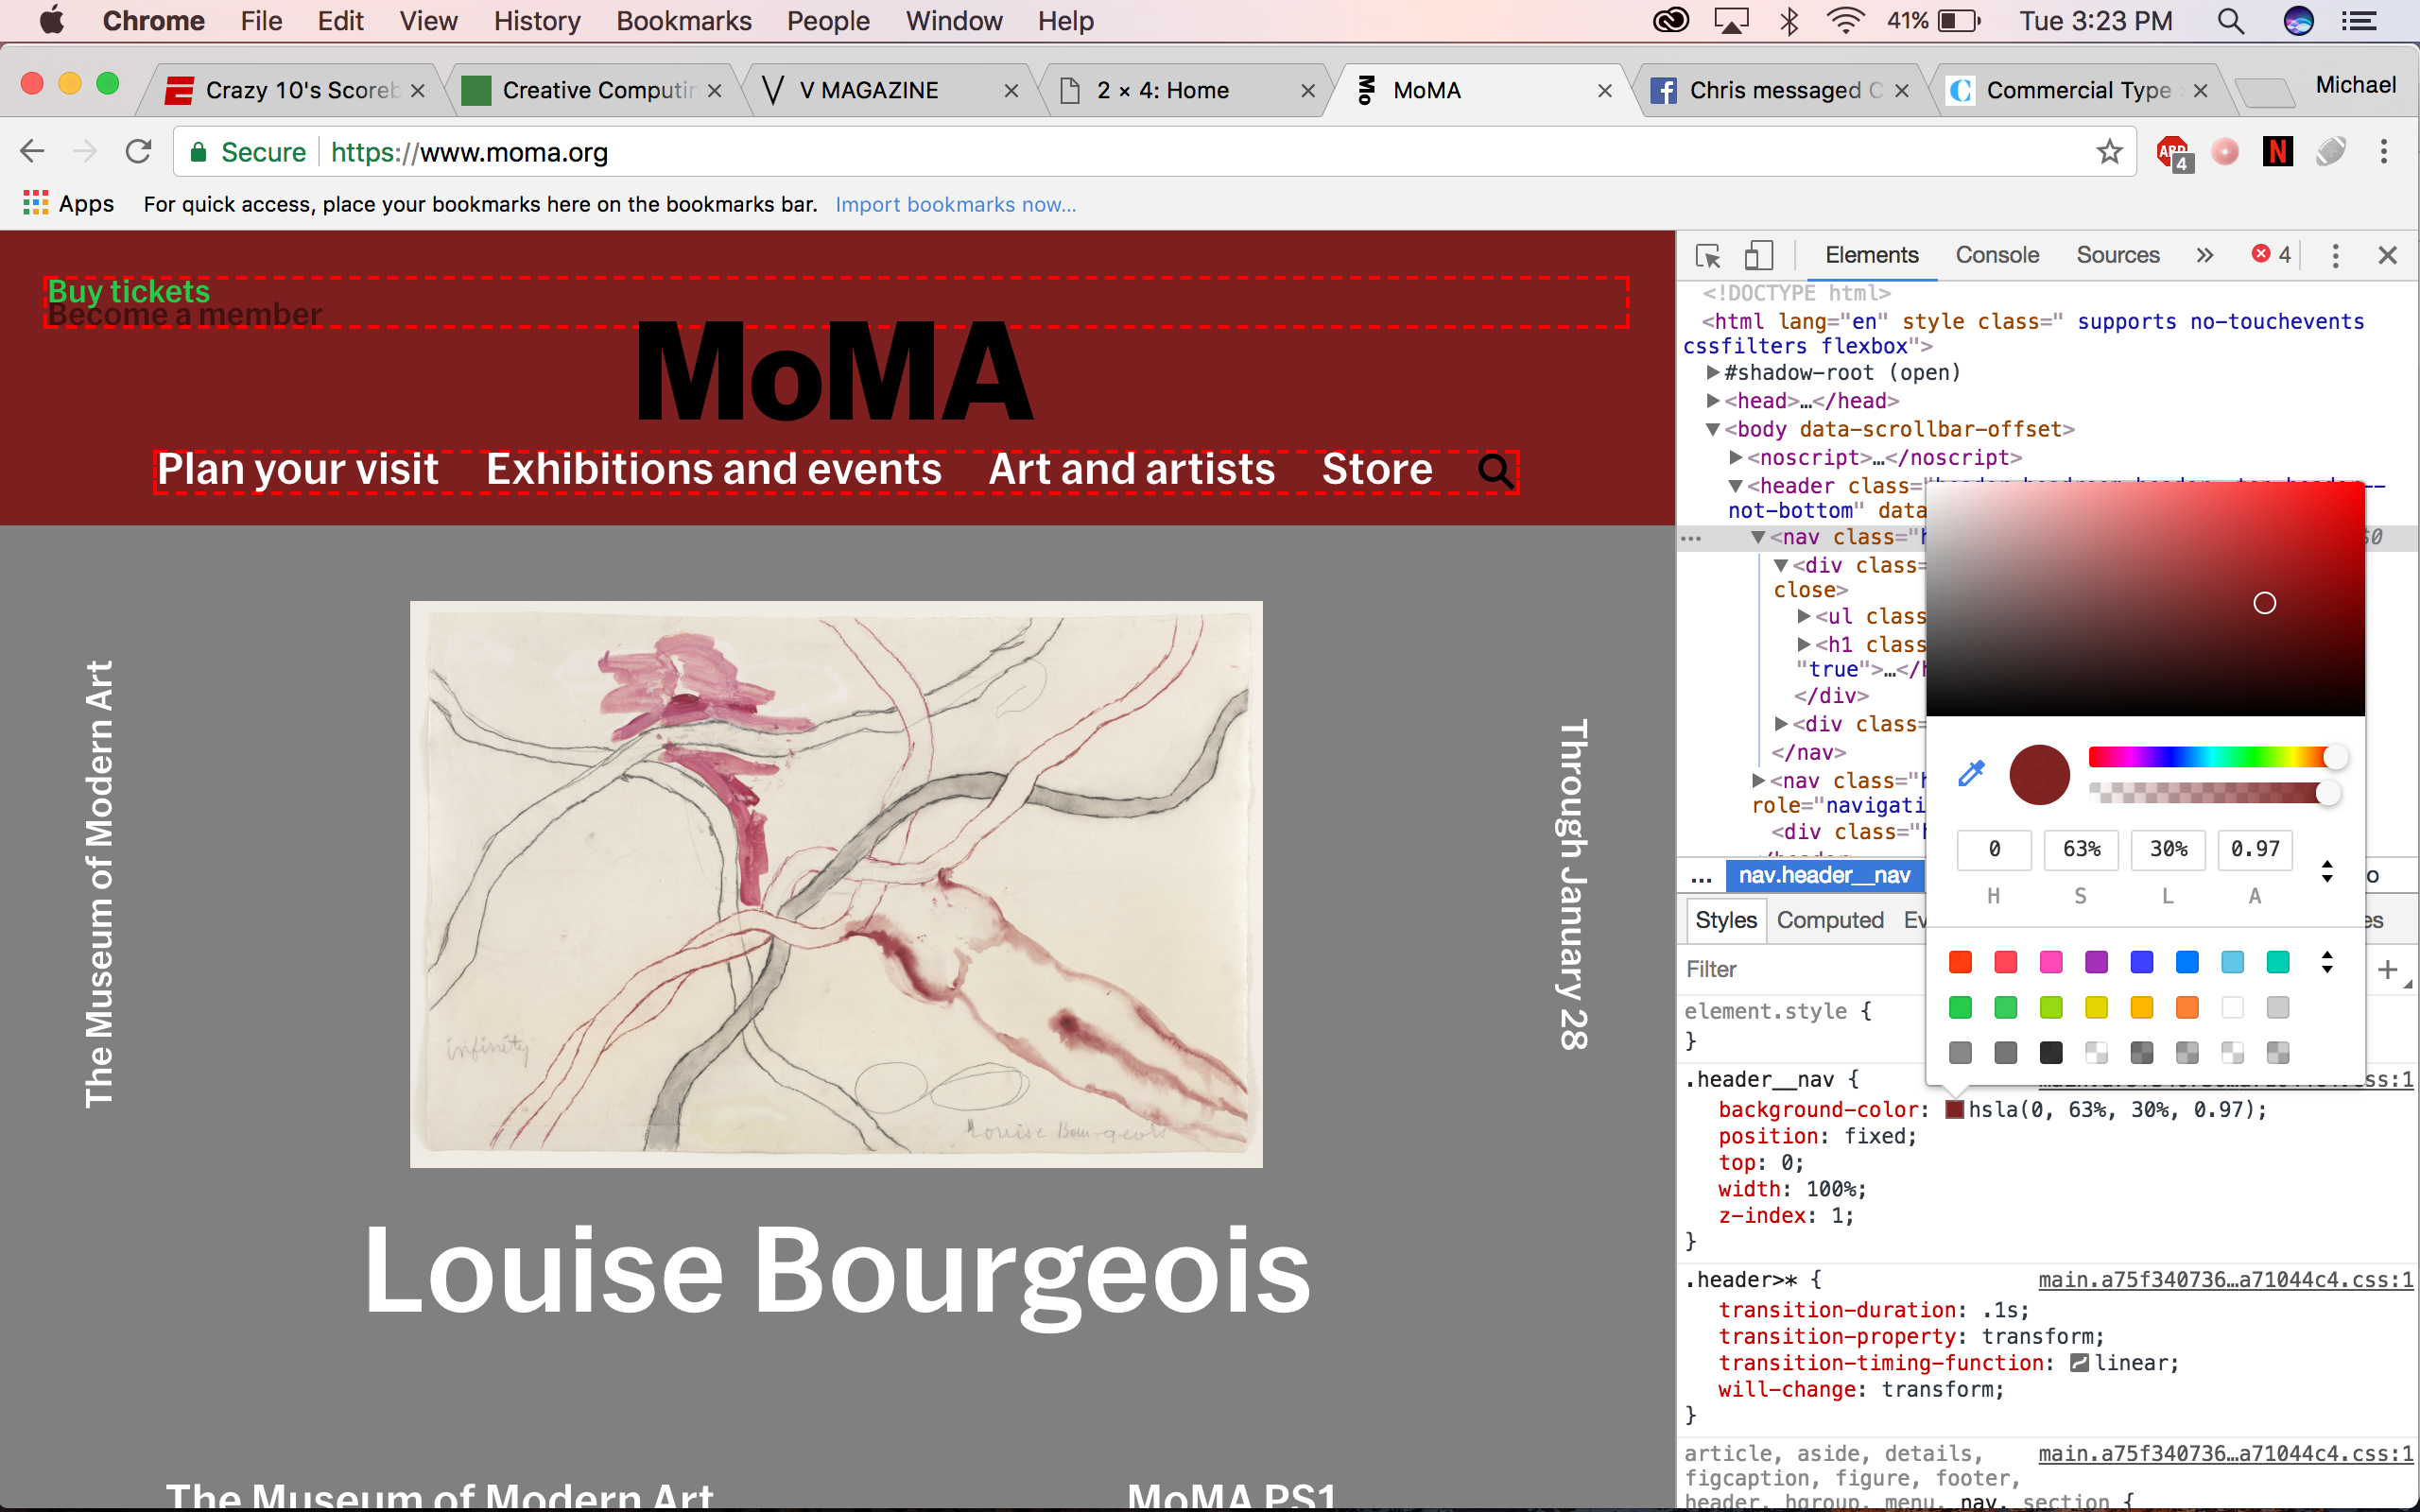 Chrome File Edit View History Bookmarks People Window Help 41% Tue 3:23 PM
Crazy 10's Scoreb Creative Computin V MAGAZINE 2 × 4: Home MoMA Chris messaged C Commercial Type Michael
Secure https://www.moma.org ABP 4 N
Apps For quick access, place your bookmarks here on the bookmarks bar. Import bookmarks now...
Buy tickets
Become a member
MoMA
Plan your visit Exhibitions and events Art and artists Store
The Museum of Modern Art
infinity
Louise Bourgeois
Through January 28
Louise Bourgeois
The Museum of Modern Art MoMA PS1
Elements Console Sources » 4
<!DOCTYPE html>
<html lang="en" style class=" supports no-touchevents
cssfilters flexbox">
#shadow-root (open)
<head>…</head>
<body data-scrollbar-offset>
<noscript>…</noscript>
<header class="
not-bottom" data
<nav class="h
<div class=
close>
<ul class
<h1 class
"true">…</h
</div>
<div class=
</nav>
<nav class="h
role="navigati
<div class="h
0 63% 30% 0.97
H S L A
... nav.header__nav
Styles Computed Ev
Filter
element.style {
}
.header__nav { css:1
background-color: hsla(0, 63%, 30%, 0.97);
position: fixed;
top: 0;
width: 100%;
z-index: 1;
}
.header>* { main.a75f340736…a71044c4.css:1
transition-duration: .1s;
transition-property: transform;
transition-timing-function: linear;
will-change: transform;
}
article, aside, details, main.a75f340736…a71044c4.css:1
figcaption, figure, footer,
header, hgroup, menu, nav, section {